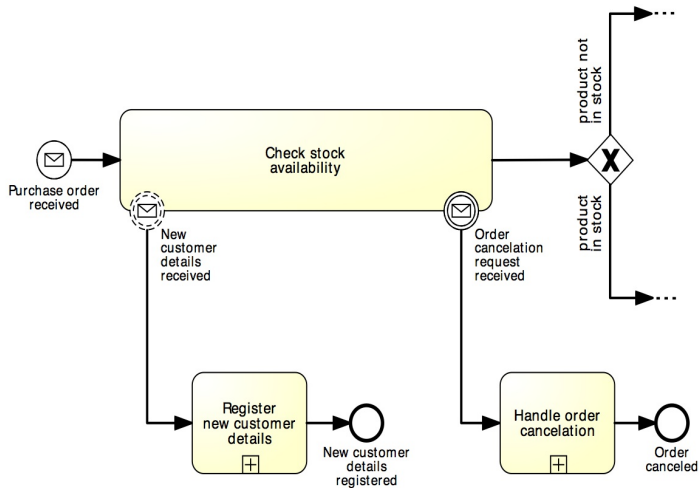 product not
in stock
Check stock
availability
Purchase order
received
X
product
in stock
New
customer
details
received
Order
cancelation
request
received
Register
new customer
details
New customer
details
registered
Handle order
cancelation
Order
canceled